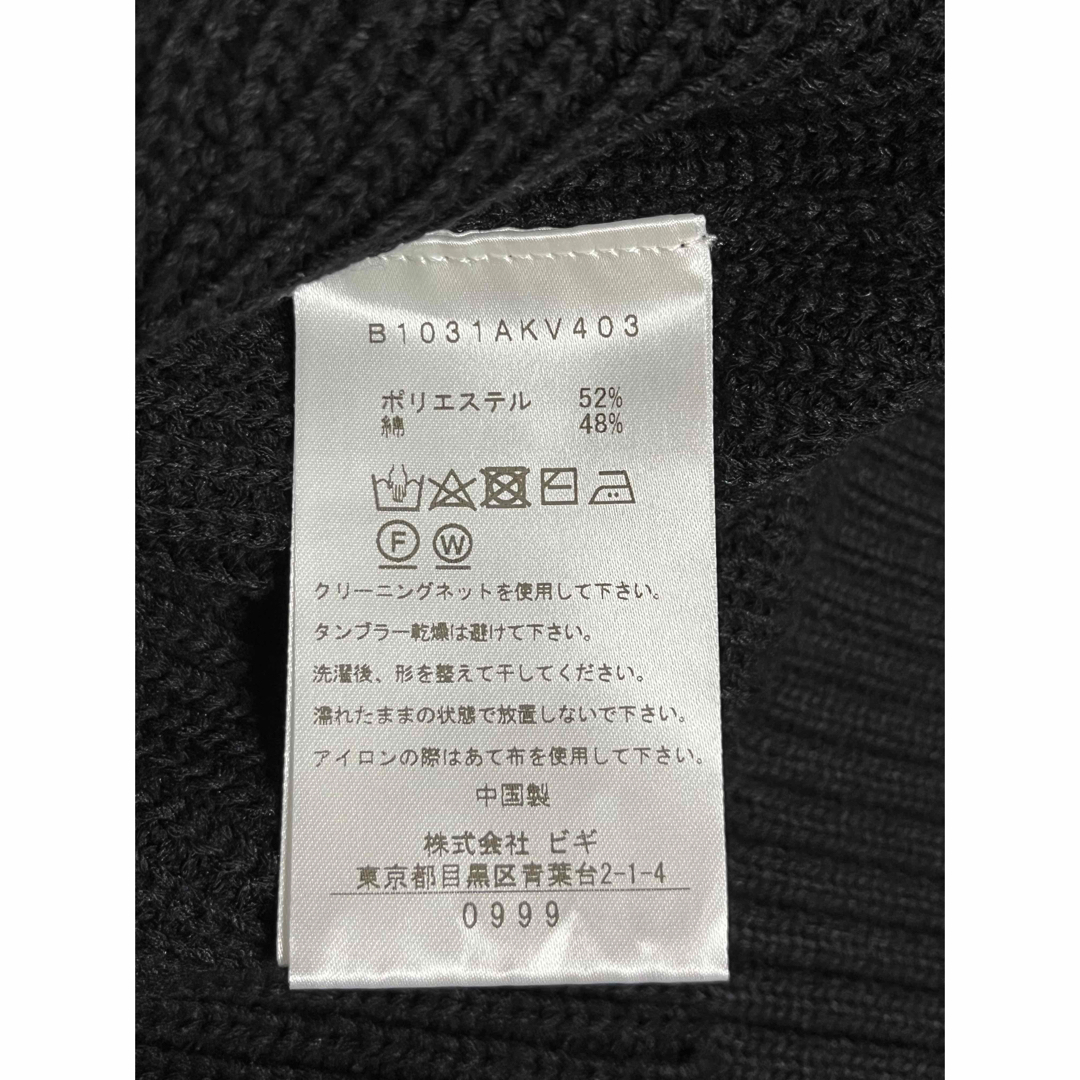 B1031AKV403
ポリエステル 52%
綿 48%
F W
クリーニングネットを使用して下さい。
タンブラー乾燥は避けて下さい。
洗濯後、形を整えて干してください。
濡れたままの状態で放置しないで下さい。
アイロンの際はあて布を使用して下さい。
中国製
株式会社 ビギ
東京都目黒区青葉台2-1-4
0999